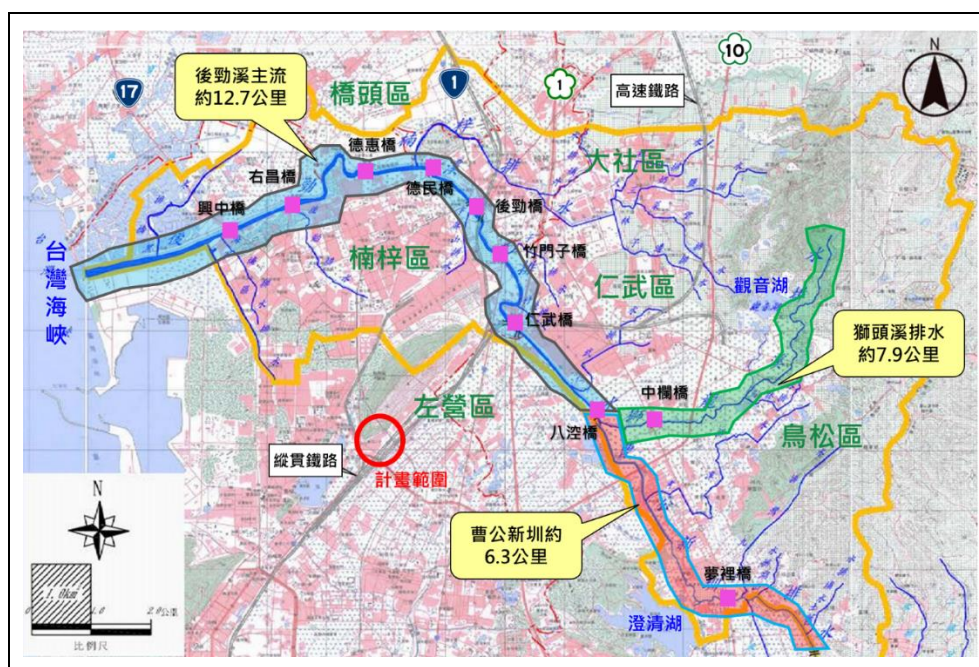 後勁溪主流
約12.7公里
17
橋頭區
1
1
10
高速鐵路
N
大社區
德惠橋
右昌橋
德民橋
興中橋
後勁橋
竹門子橋
楠梓區
仁武區
觀音湖
台灣海峽
仁武橋
獅頭溪排水
約7.9公里
中欄橋
左營區
八涳橋
鳥松區
縱貫鐵路
計畫範圍
曹公新圳約
6.3公里
夢裡橋
澄清湖
N
1.0km
2.0公里
比例尺